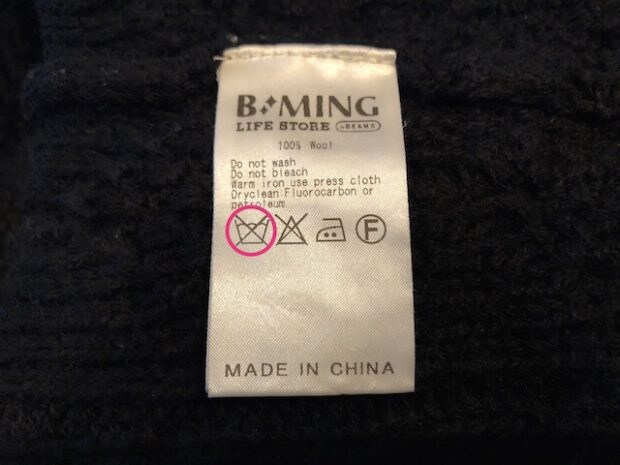 B MING
LIFE STORE by BEAMS
100% Wool
Do not wash
Do not bleach
Warm iron use press cloth
Dryclean Fluorocarbon or
petroleum
F
MADE IN CHINA